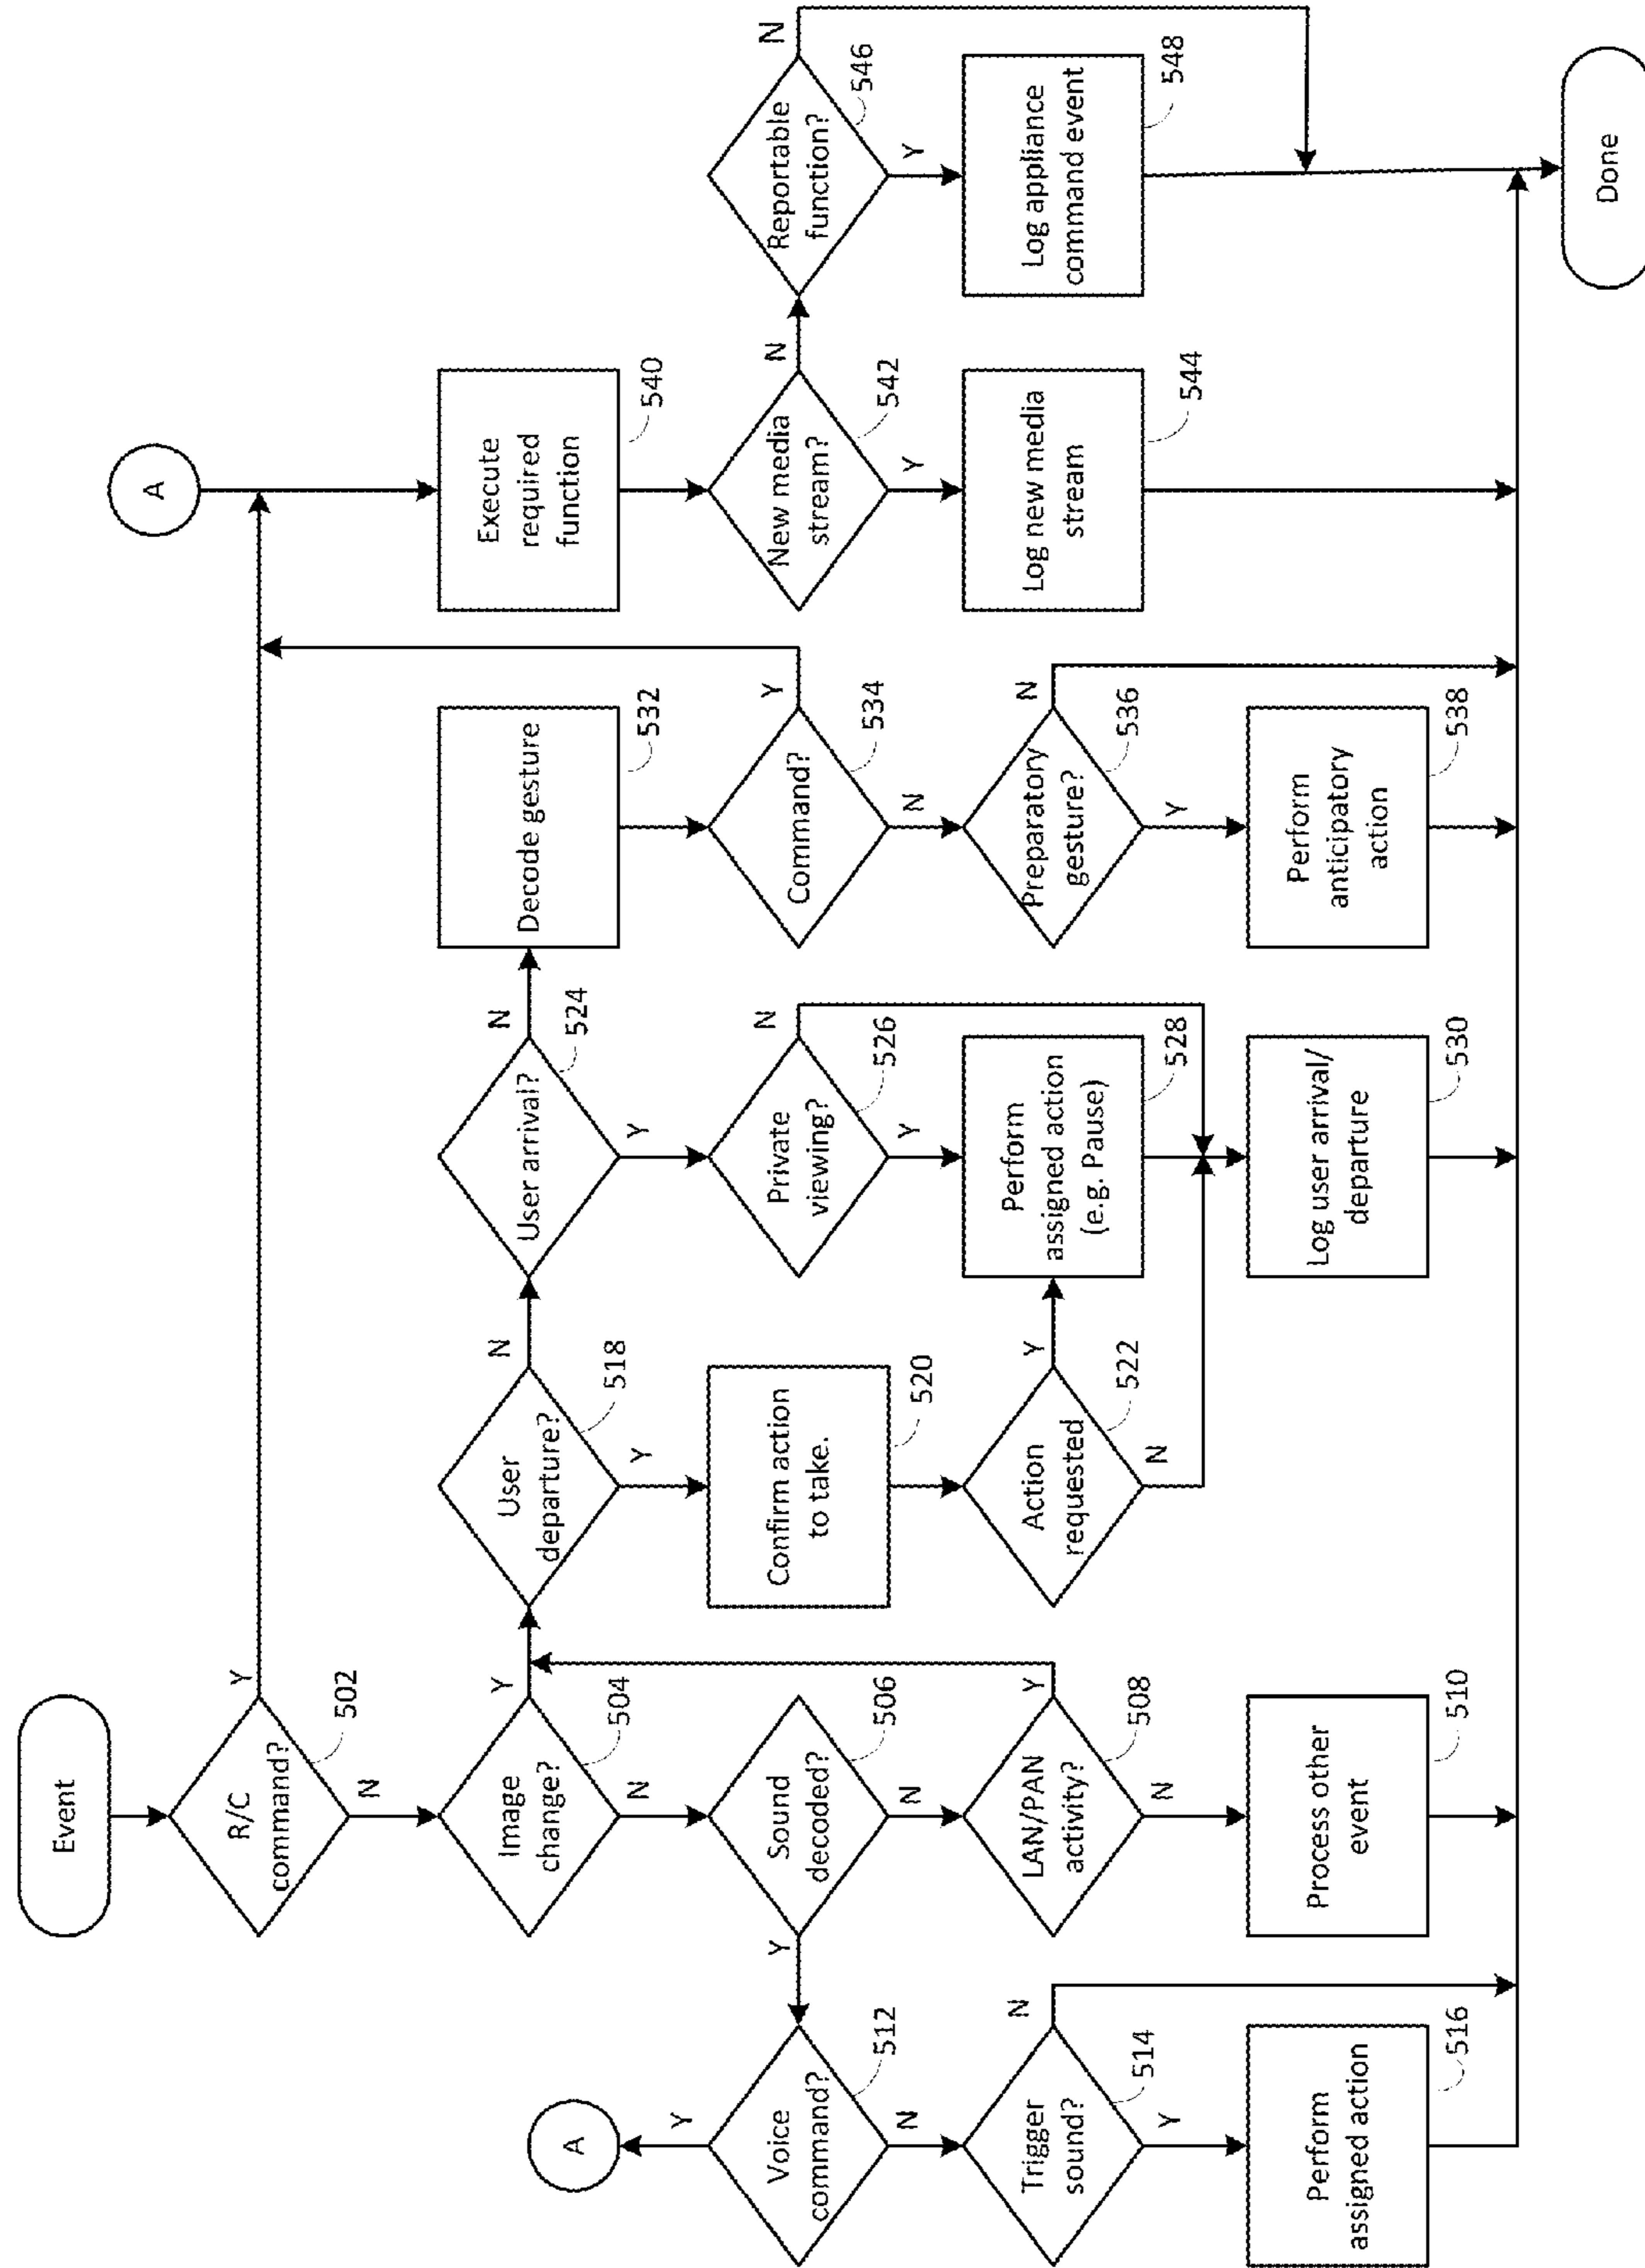 Event
R/C
command?
502
Y
N
Image
change?
504
Y
N
Sound
decoded?
506
Y
N
LAN/PAN
activity?
508
Y
N
Process other
event
510
A
Y
Voice
command?
512
N
Trigger
sound?
514
N
Y
Perform
assigned action
516
User
departure?
518
N
Y
Confirm action
to take.
520
Action
requested
522
Y
N
User arrival?
524
N
Y
Private
viewing?
526
N
Y
Perform
assigned action
(e.g. Pause)
528
Log user arrival/
departure
530
Decode gesture
532
Command?
534
Y
N
Preparatory
gesture?
536
N
Y
Perform
anticipatory
action
538
A
Execute
required
function
540
New media
stream?
542
N
Y
Log new media
stream
544
Reportable
function?
546
N
Y
Log appliance
command event
548
Done